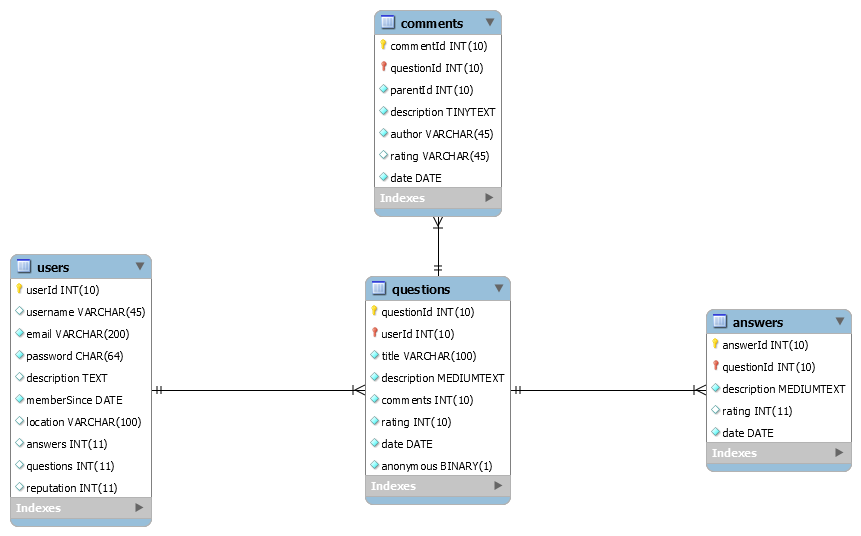 comments
commentId INT(10)
questionId INT(10)
parentId INT(10)
description TINYTEXT
author VARCHAR(45)
rating VARCHAR(45)
date DATE
Indexes
users
userId INT(10)
username VARCHAR(45)
email VARCHAR(200)
password CHAR(64)
description TEXT
memberSince DATE
location VARCHAR(100)
answers INT(11)
questions INT(11)
reputation INT(11)
Indexes
questions
questionId INT(10)
userId INT(10)
title VARCHAR(100)
description MEDIUMTEXT
comments INT(10)
rating INT(10)
date DATE
anonymous BINARY(1)
Indexes
answers
answerId INT(10)
questionId INT(10)
description MEDIUMTEXT
rating INT(11)
date DATE
Indexes